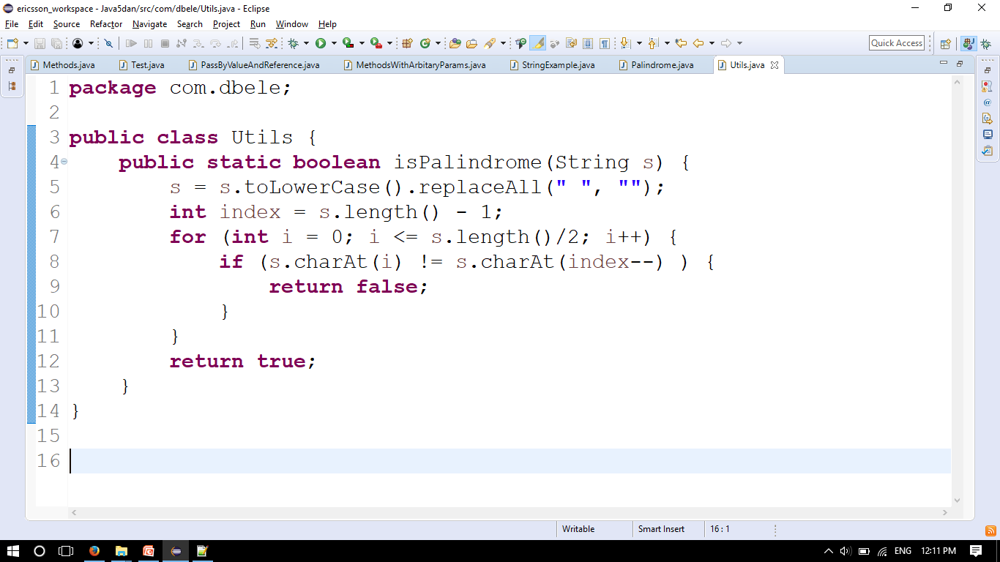 ericsson_workspace - Java5dan/src/com/dbele/Utils.java - Eclipse
File Edit Source Refactor Navigate Search Project Run Window Help
Quick Access
Methods.java Test.java PassByValueAndReference.java MethodsWithArbitaryParams.java StringExample.java Palindrome.java Utils.java
1 package com.dbele;
2
3 public class Utils {
4     public static boolean isPalindrome(String s) {
5         s = s.toLowerCase().replaceAll(" ", "");
6         int index = s.length() - 1;
7         for (int i = 0; i <= s.length()/2; i++) {
8             if (s.charAt(i) != s.charAt(index--) ) {
9                 return false;
10             }
11         }
12         return true;
13     }
14 }
15
16
Writable Smart Insert 16 : 1
ENG 12:11 PM